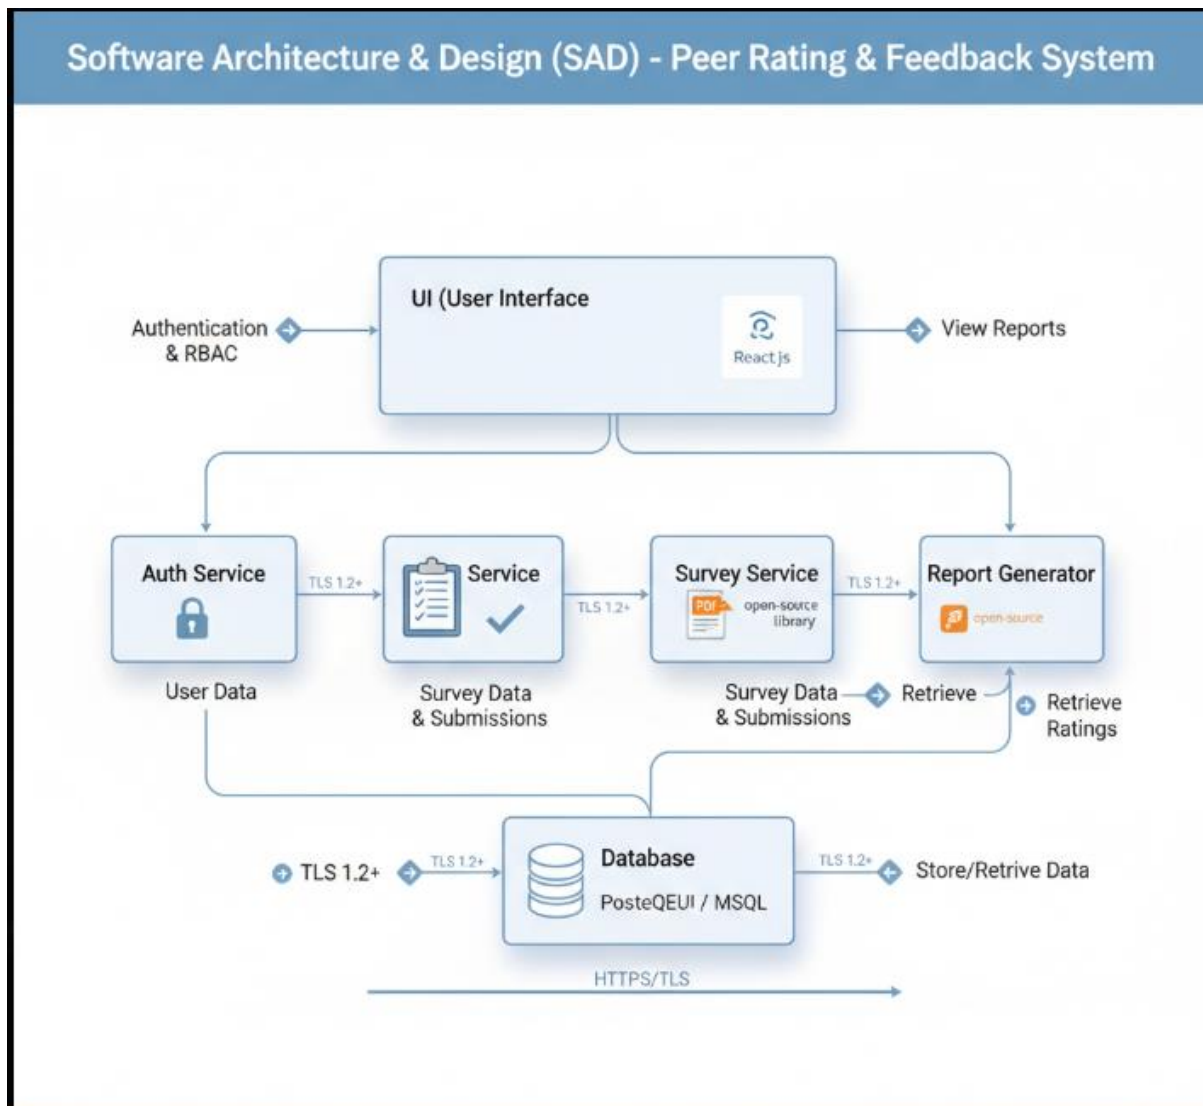 Software Architecture & Design (SAD) - Peer Rating & Feedback System
UI (User Interface
React js
Authentication
& RBAC
View Reports
Auth Service
TLS 1.2+
Service
TLS 1.2+
Survey Service
PDF
open-source
library
TLS 1.2+
Report Generator
open-source
User Data
Survey Data
& Submissions
Survey Data
& Submissions
Retrieve
Retrieve
Ratings
TLS 1.2+
TLS 1.2+
Database
PosteQEUI / MSQL
TLS 1.2+
Store/Retrive Data
HTTPS/TLS